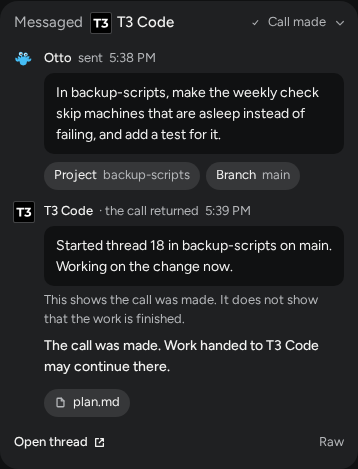 Messaged T3 T3 Code ✓ Call made
Otto sent 5:38 PM
In backup-scripts, make the weekly check
skip machines that are asleep instead of
failing, and add a test for it.
Project backup-scripts Branch main
T3 T3 Code · the call returned 5:39 PM
Started thread 18 in backup-scripts on main.
Working on the change now.
This shows the call was made. It does not show
that the work is finished.
The call was made. Work handed to T3 Code
may continue there.
plan.md
Open thread Raw